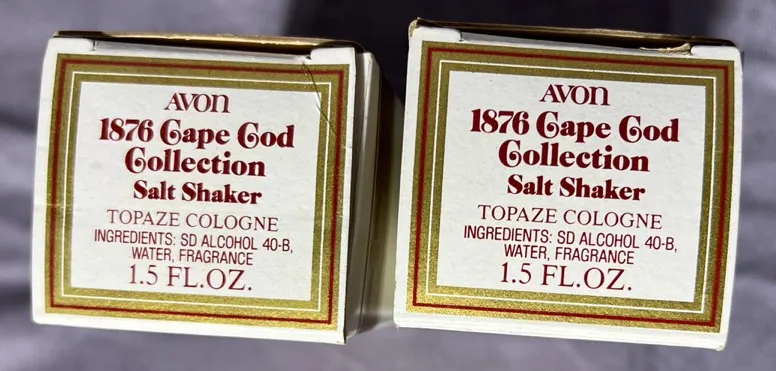 AVON
1876 Cape Cod
Collection
Salt Shaker
TOPAZE COLOGNE
INGREDIENTS: SD ALCOHOL 40-B,
WATER, FRAGRANCE
1.5 FL.OZ.
AVON
1876 Cape Cod
Collection
Salt Shaker
TOPAZE COLOGNE
INGREDIENTS: SD ALCOHOL 40-B,
WATER, FRAGRANCE
1.5 FL.OZ.